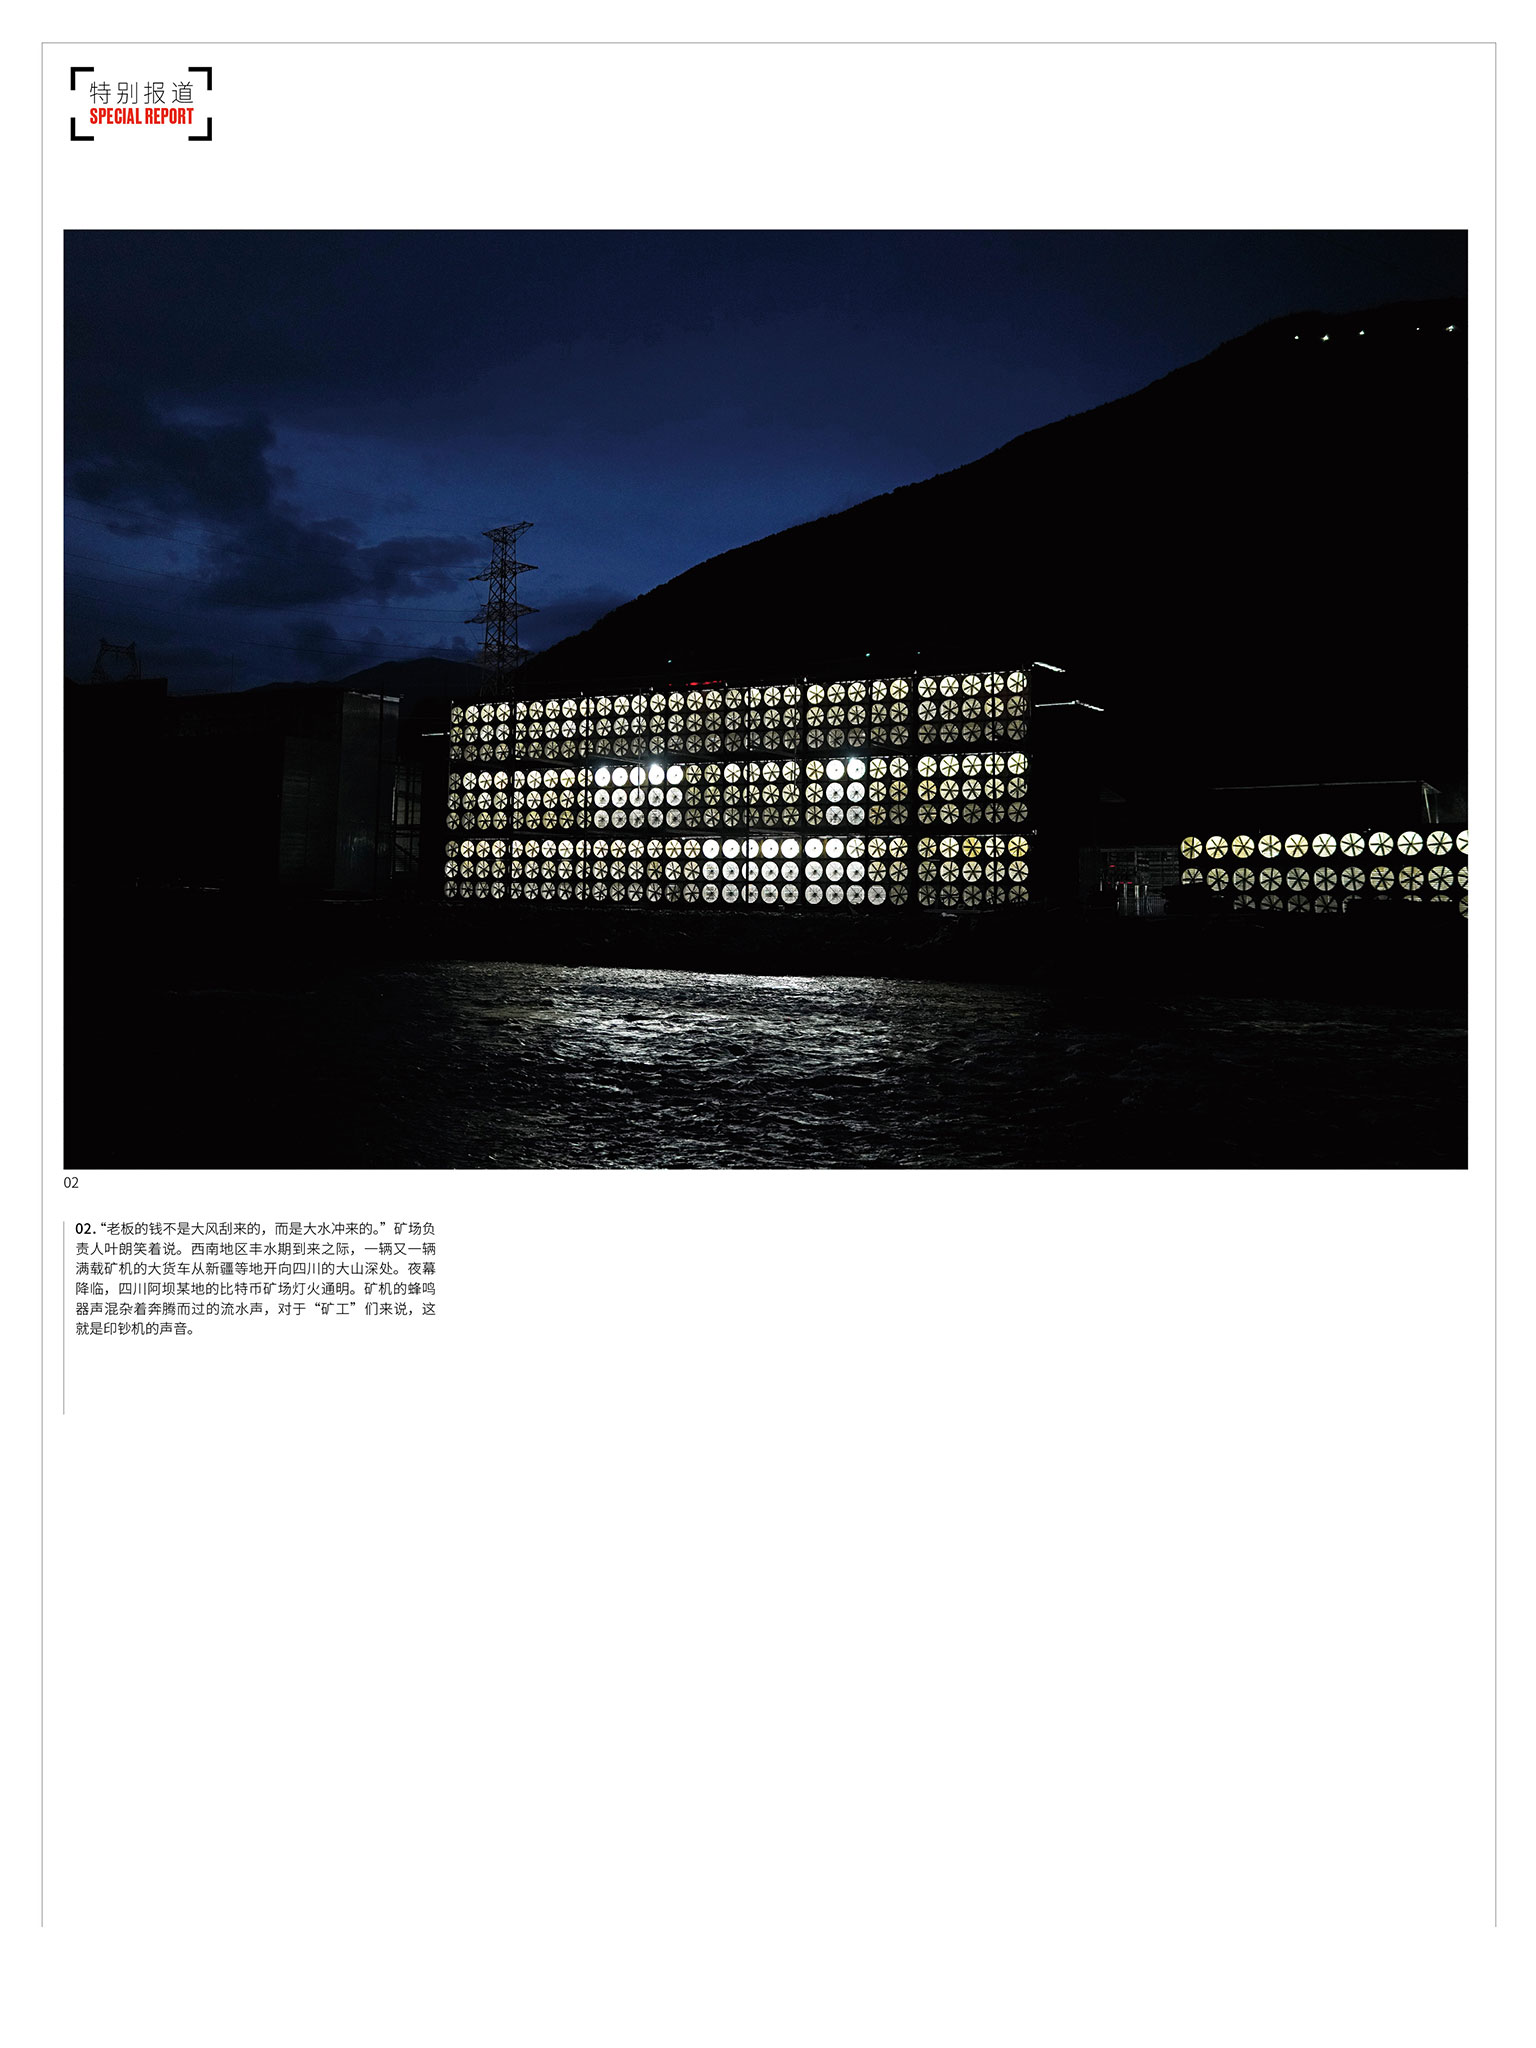 特别报道
SPECIAL REPORT
02
02.“老板的钱不是大风刮来的，而是大水冲来的。”矿场负
责人叶朗笑着说。西南地区丰水期到来之际，一辆又一辆
满载矿机的大货车从新疆等地开向四川的大山深处。夜幕
降临，四川阿坝某地的比特币矿场灯火通明。矿机的蜂鸣
器声混杂着奔腾而过的流水声，对于“矿工”们来说，这
就是印钞机的声音。